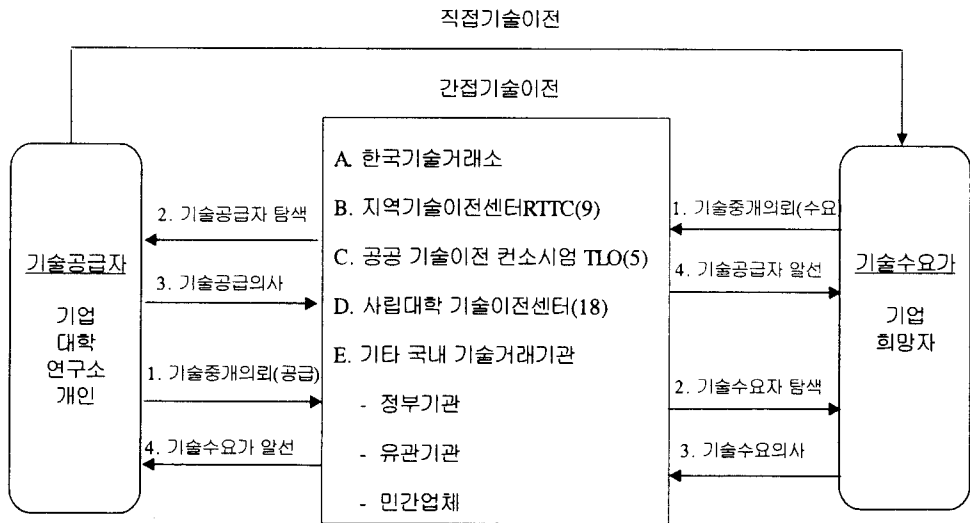 직접기술이전
간접기술이전
기술공급자
기업
대학
연구소
개인
2. 기술공급자 탐색
3. 기술공급의사
1. 기술중개의뢰(공급)
4. 기술수요가 알선
A. 한국기술거래소
B. 지역기술이전센터RTTC(9)
C. 공공 기술이전 컨소시엄 TLO(5)
D. 사립대학 기술이전센터(18)
E. 기타 국내 기술거래기관
- 정부기관
- 유관기관
- 민간업체
1. 기술중개의뢰(수요)
4. 기술공급자 알선
2. 기술수요자 탐색
3. 기술수요의사
기술수요가
기업
희망자